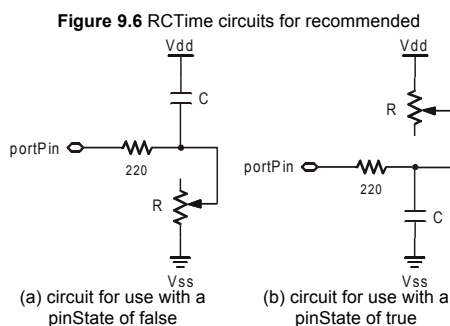 Figure 9.6 RCTime circuits for recommended
Vdd
C
portPin
220
R
Vss
(a) circuit for use with a
pinState of false
Vdd
R
portPin
220
C
Vss
(b) circuit for use with a
pinState of true